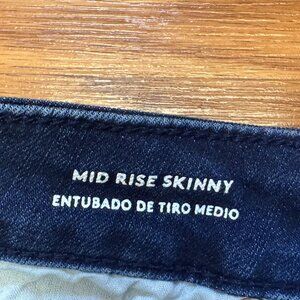 MID RISE SKINNY
ENTUBADO DE TIRO MEDIO